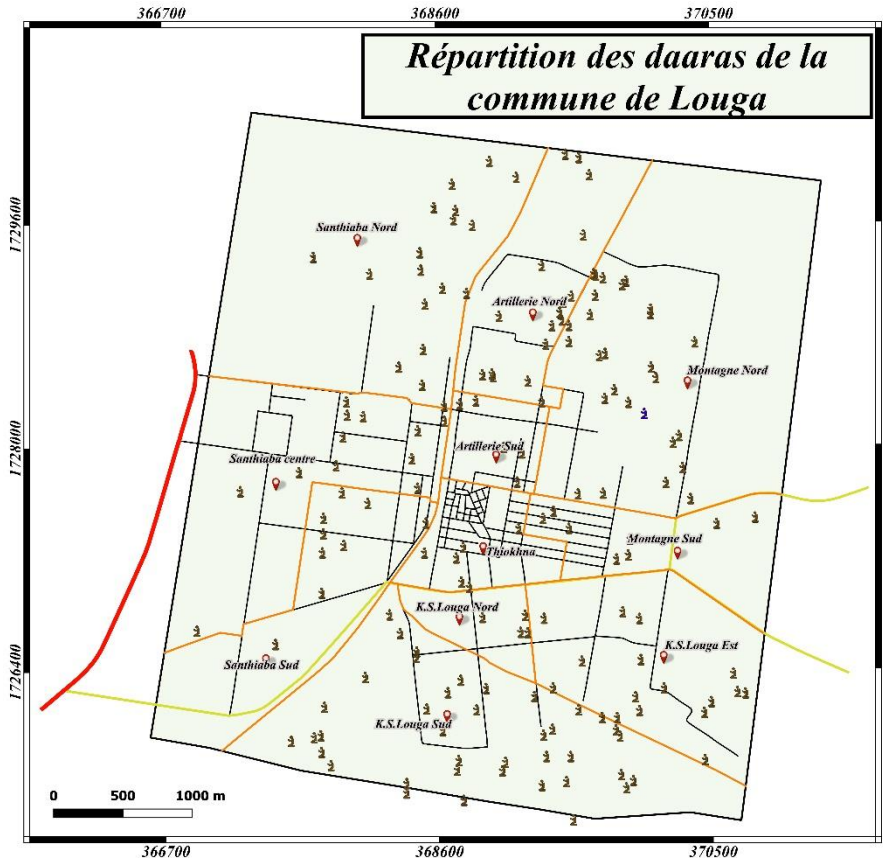 366700 368600 370500
Répartition des daaras de la
commune de Louga
1729600
Santhiaba Nord
Artillerie Nord
Montagne Nord
1728000
Artillerie Sud
Santhiaba centre
Montagne Sud
Thiokhna
K.S.Louga Nord
K.S.Louga Est
Santhiaba Sud
1726400
K.S.Louga Sud
0 500 1000 m
366700 368600 370500